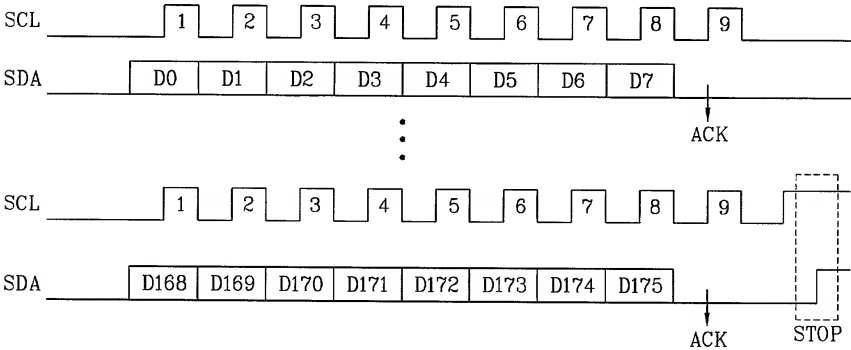 SCL 1 2 3 4 5 6 7 8 9
SDA D0 D1 D2 D3 D4 D5 D6 D7
ACK
SCL 1 2 3 4 5 6 7 8 9
SDA D168 D169 D170 D171 D172 D173 D174 D175
ACK STOP